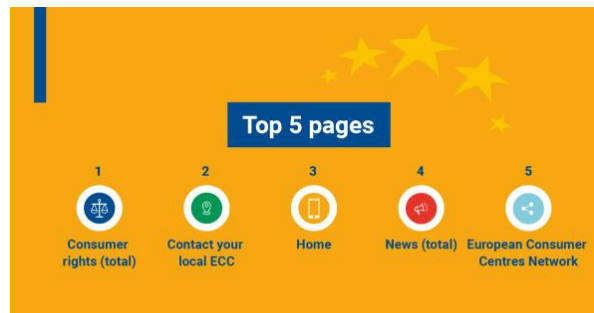 Top 5 pages
1
2
3
4
5
Consumer
rights (total)
Contact your
local ECC
Home
News (total)
European Consumer
Centres Network